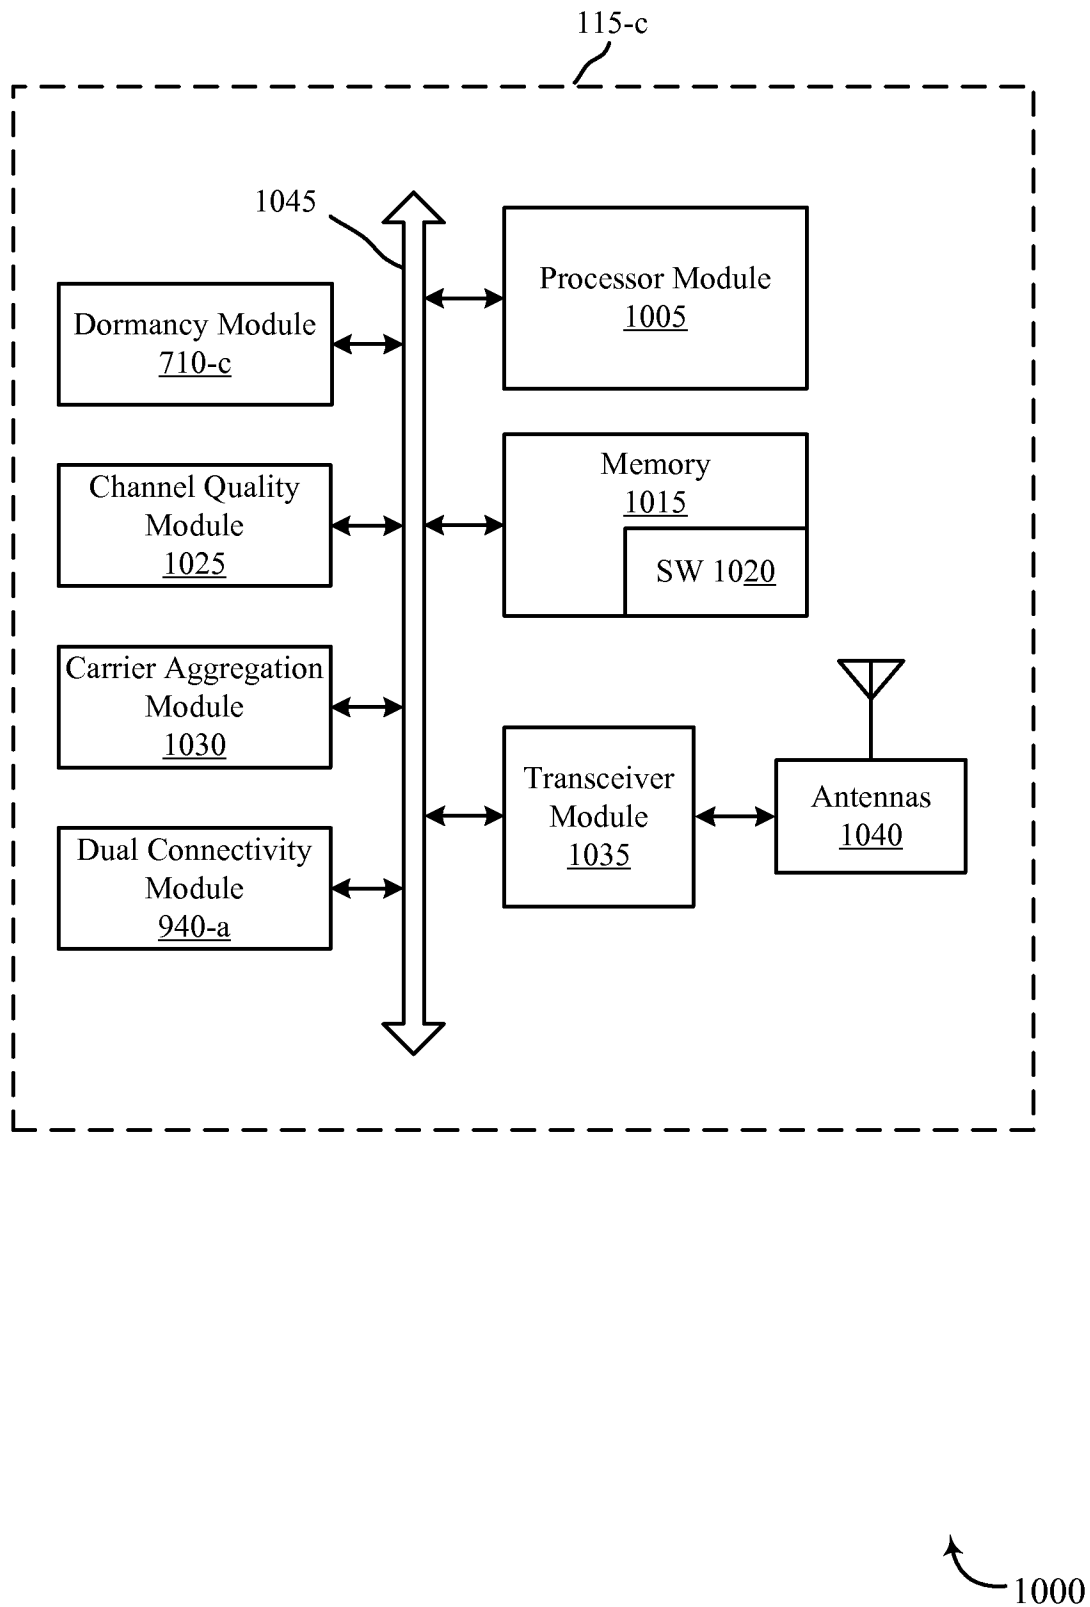 115-c
1045
Processor Module
1005
Dormancy Module
710-c
Memory
1015
SW 1020
Channel Quality
Module
1025
Carrier Aggregation
Module
1030
Transceiver
Module
1035
Antennas
1040
Dual Connectivity
Module
940-a
1000